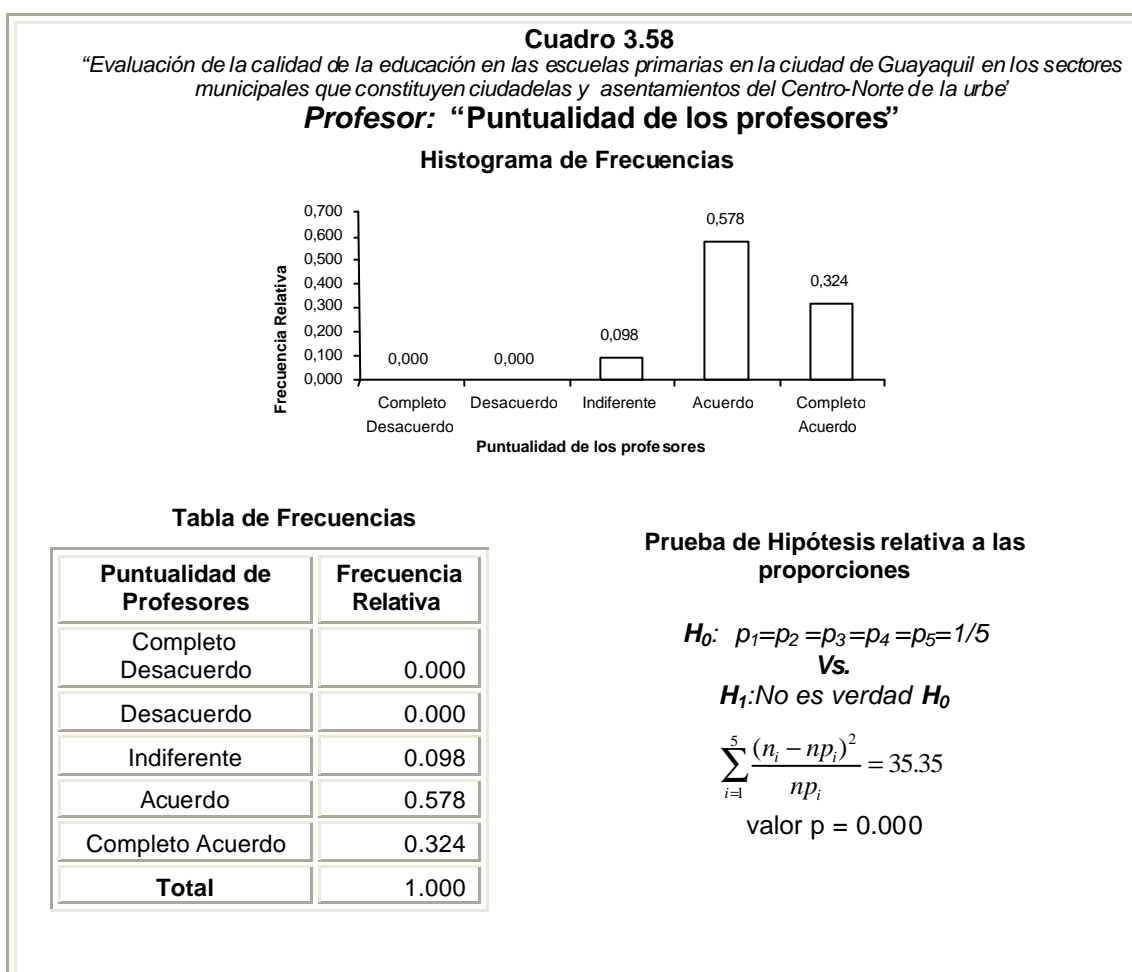 Cuadro 3.58
“Evaluación de la calidad de la educación en las escuelas primarias en la ciudad de Guayaquil en los sectores
municipales que constituyen ciudadelas y asentamientos del Centro-Norte de la urbe’
Profesor: “Puntualidad de los profesores”
Histograma de Frecuencias
Frecuencia Relativa
0,700
0,600
0,500
0,400
0,300
0,200
0,100
0,000
0,000
0,000
0,098
0,578
0,324
Completo
Desacuerdo
Desacuerdo
Indiferente
Acuerdo
Completo
Acuerdo
Puntualidad de los profesores
Tabla de Frecuencias
Puntualidad de
Profesores
Frecuencia
Relativa
Completo
Desacuerdo 0.000
Desacuerdo 0.000
Indiferente 0.098
Acuerdo 0.578
Completo Acuerdo 0.324
Total 1.000
Prueba de Hipótesis relativa a las
proporciones
H₀: p₁=p₂=p₃=p₄=p₅=1/5
Vs.
H₁:No es verdad H₀
∑_{i=1}^{5} (nᵢ − npᵢ)² / npᵢ = 35.35
valor p = 0.000